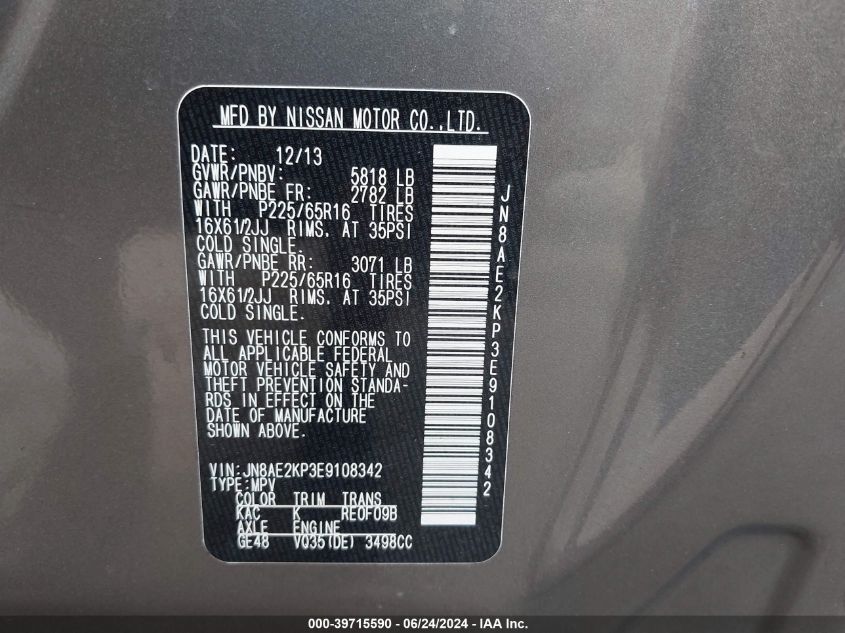 MFD BY NISSAN MOTOR CO.,LTD.
DATE: 12/13
GVWR/PNBV: 5818 LB
GAWR/PNBE FR: 2782 LB
WITH P225/65R16 TIRES
16X61/2JJ RIMS. AT 35PSI
COLD SINGLE.
GAWR/PNBE RR: 3071 LB
WITH P225/65R16 TIRES
16X61/2JJ RIMS. AT 35PSI
COLD SINGLE.
THIS VEHICLE CONFORMS TO
ALL APPLICABLE FEDERAL
MOTOR VEHICLE SAFETY AND
THEFT PREVENTION STANDA-
RDS IN EFFECT ON THE
DATE OF MANUFACTURE
SHOWN ABOVE.
VIN:JN8AE2KP3E9108342
TYPE:MPV
COLOR TRIM TRANS
KAC K RE0F09B
AXLE ENGINE
GE48 VQ35(DE) 3498CC
JN8AE2KP3E9108342
000-39715590 - 06/24/2024 - IAA Inc.